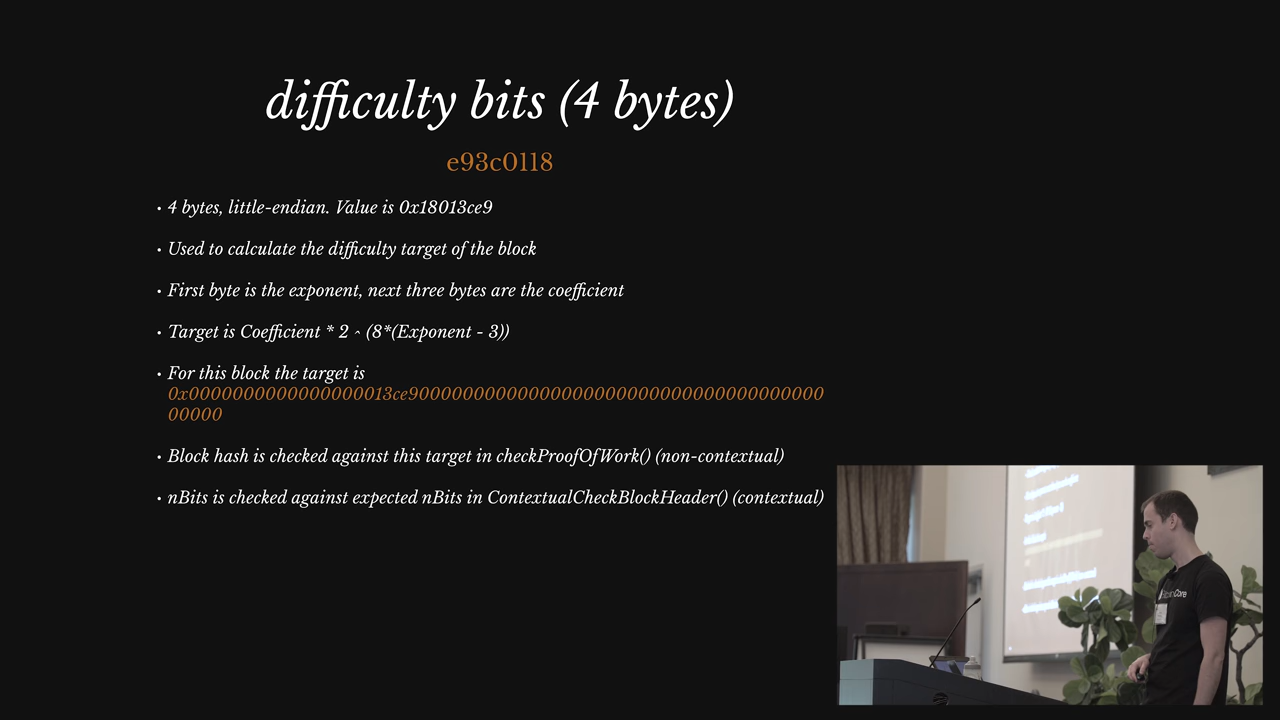 difficulty bits (4 bytes)
e93c0118
• 4 bytes, little-endian. Value is 0x18013ce9
• Used to calculate the difficulty target of the block
• First byte is the exponent, next three bytes are the coefficient
• Target is Coefficient * 2 ^ (8*(Exponent - 3))
• For this block the target is
0x0000000000000000013ce90000000000000000000000000000000000000
00000
• Block hash is checked against this target in checkProofOfWork() (non-contextual)
• nBits is checked against expected nBits in ContextualCheckBlockHeader() (contextual)
Core